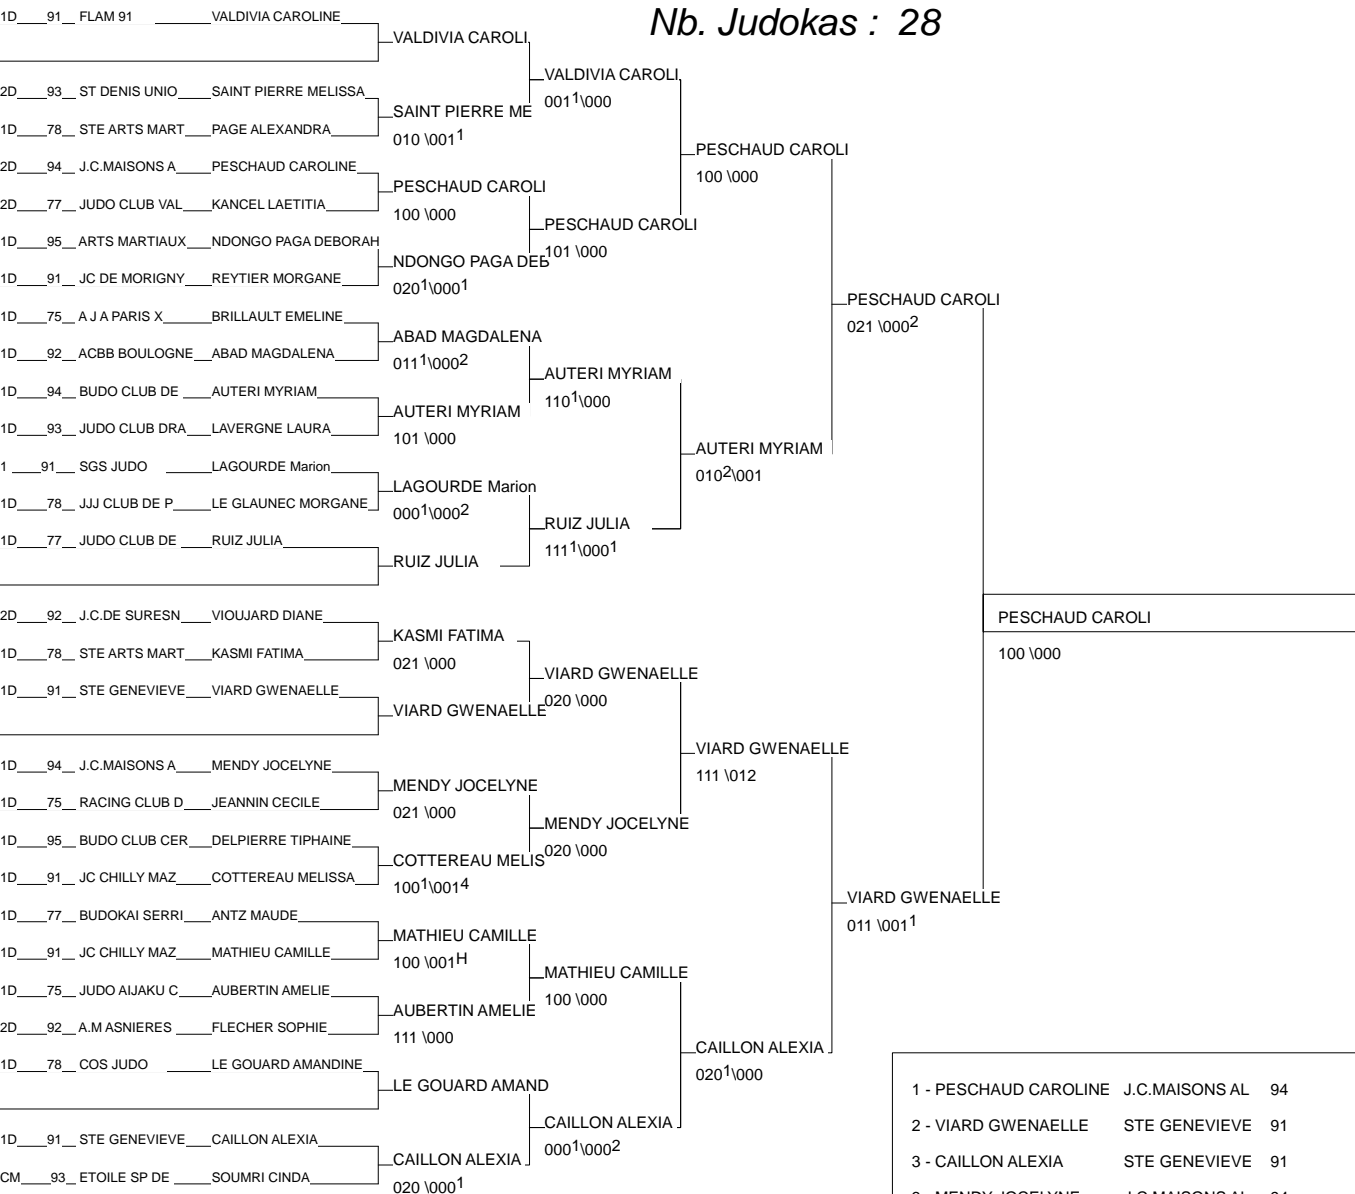 Nb. Judokas : 28
1D 91 FLAM 91 VALDIVIA CAROLINE
2D 93 ST DENIS UNIO SAINT PIERRE MELISSA
1D 78 STE ARTS MART PAGE ALEXANDRA
2D 94 J.C.MAISONS A PESCHAUD CAROLINE
2D 77 JUDO CLUB VAL KANCEL LAETITIA
1D 95 ARTS MARTIAUX NDONGO PAGA DEBORAH
1D 91 JC DE MORIGNY REYTIER MORGANE
1D 75 A J A PARIS X BRILLAULT EMELINE
1D 92 ACBB BOULOGNE ABAD MAGDALENA
1D 94 BUDO CLUB DE AUTERI MYRIAM
1D 93 JUDO CLUB DRA LAVERGNE LAURA
1 91 SGS JUDO LAGOURDE Marion
1D 78 JJJ CLUB DE P LE GLAUNEC MORGANE
1D 77 JUDO CLUB DE RUIZ JULIA
2D 92 J.C.DE SURESN VIOUJARD DIANE
1D 78 STE ARTS MART KASMI FATIMA
1D 91 STE GENEVIEVE VIARD GWENAELLE
1D 94 J.C.MAISONS A MENDY JOCELYNE
1D 75 RACING CLUB D JEANNIN CECILE
1D 95 BUDO CLUB CER DELPIERRE TIPHAINE
1D 91 JC CHILLY MAZ COTTEREAU MELISSA
1D 77 BUDOKAI SERRI ANTZ MAUDE
1D 91 JC CHILLY MAZ MATHIEU CAMILLE
1D 75 JUDO AIJAKU C AUBERTIN AMELIE
2D 92 A.M ASNIERES FLECHER SOPHIE
1D 78 COS JUDO LE GOUARD AMANDINE
1D 91 STE GENEVIEVE CAILLON ALEXIA
CM 93 ETOILE SP DE SOUMRI CINDA
VALDIVIA CAROLI
SAINT PIERRE ME
010 \001¹
PESCHAUD CAROLI
100 \000
NDONGO PAGA DEB
020¹\000¹
ABAD MAGDALENA
011¹\000²
AUTERI MYRIAM
101 \000
LAGOURDE Marion
000¹\000²
RUIZ JULIA
KASMI FATIMA
021 \000
VIARD GWENAELLE
MENDY JOCELYNE
021 \000
COTTEREAU MELIS
100¹\001⁴
MATHIEU CAMILLE
100 \001H
AUBERTIN AMELIE
111 \000
LE GOUARD AMAND
CAILLON ALEXIA
020 \000¹
VALDIVIA CAROLI
001¹\000
PESCHAUD CAROLI
101 \000
AUTERI MYRIAM
110¹\000
RUIZ JULIA
111¹\000¹
VIARD GWENAELLE
020 \000
MENDY JOCELYNE
020 \000
MATHIEU CAMILLE
100 \000
CAILLON ALEXIA
000¹\000²
PESCHAUD CAROLI
100 \000
AUTERI MYRIAM
010²\001
VIARD GWENAELLE
111 \012
CAILLON ALEXIA
020¹\000
PESCHAUD CAROLI
021 \000²
VIARD GWENAELLE
011 \001¹
PESCHAUD CAROLI
100 \000
1 - PESCHAUD CAROLINE J.C.MAISONS AL 94
2 - VIARD GWENAELLE STE GENEVIEVE 91
3 - CAILLON ALEXIA STE GENEVIEVE 91